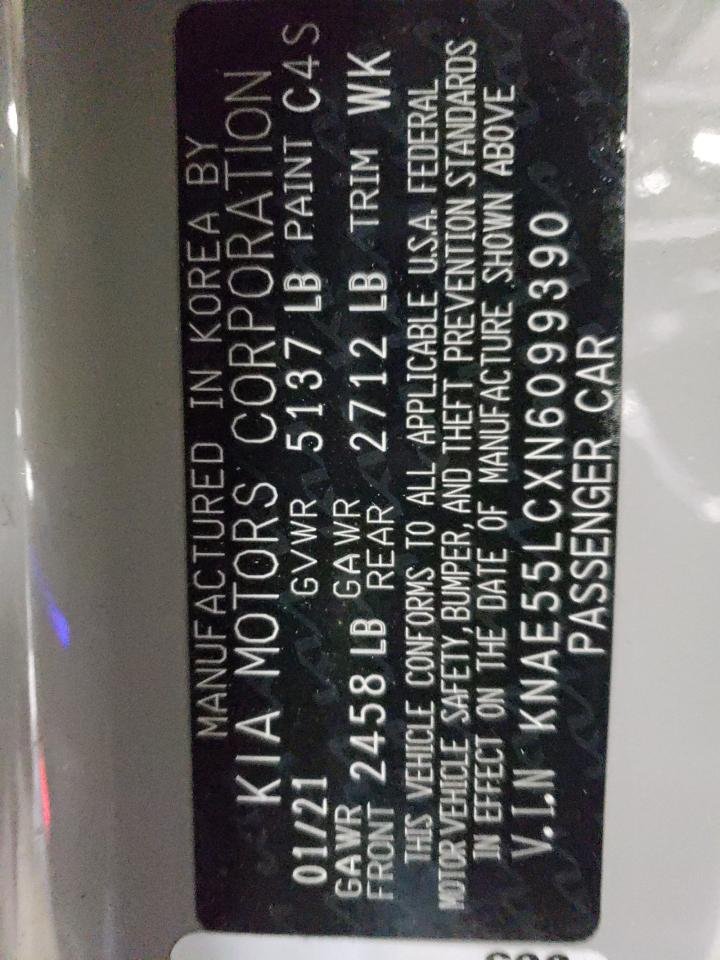 MANUFACTURED IN KOREA BY
KIA MOTORS CORPORATION
01/21 GVWR 5137 LB PAINT C4S
GAWR FRONT 2458 LB GAWR REAR 2712 LB TRIM WK
THIS VEHICLE CONFORMS TO ALL APPLICABLE U.S.A. FEDERAL
MOTOR VEHICLE SAFETY, BUMPER, AND THEFT PREVENTION STANDARDS
IN EFFECT ON THE DATE OF MANUFACTURE SHOWN ABOVE
V.I.N KNAE55LCXN6099390
PASSENGER CAR